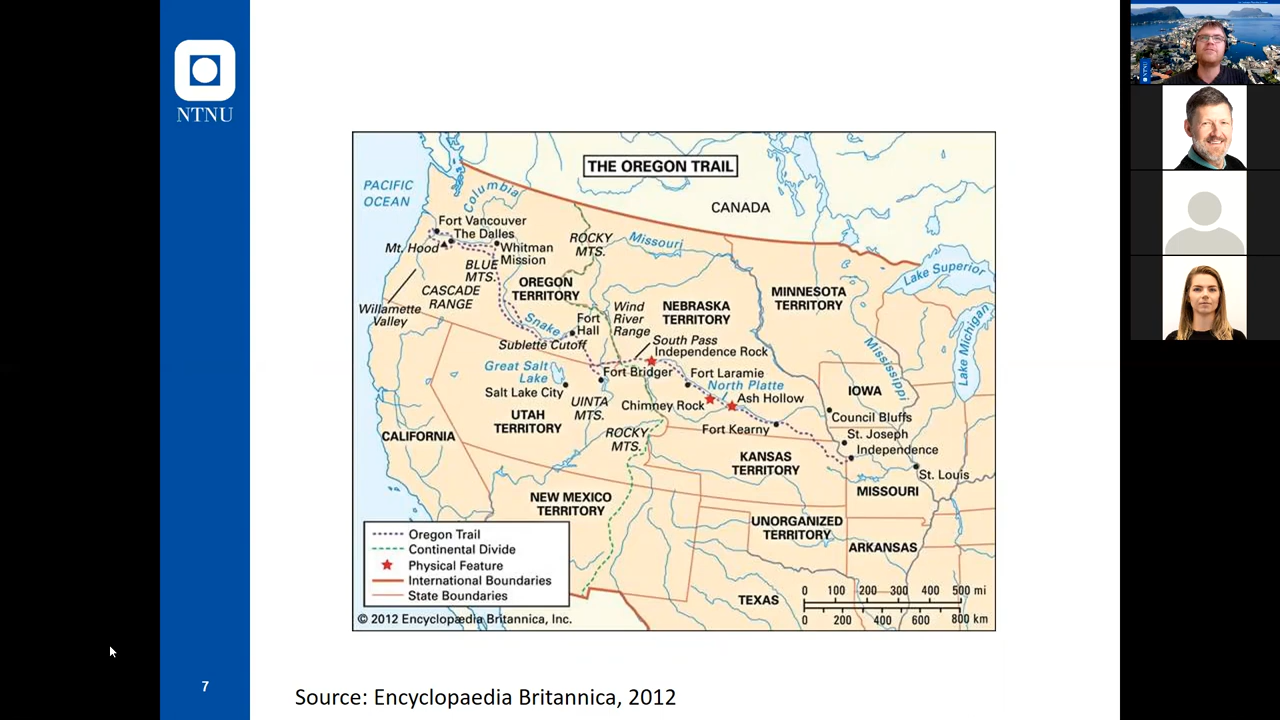 NTNU
THE OREGON TRAIL
PACIFIC
OCEAN
Columbia
CANADA
Fort Vancouver
The Dalles
Mt. Hood
Whitman
Mission
ROCKY
MTS.
Missouri
BLUE
MTS.
Lake Superior
OREGON
TERRITORY
CASCADE
RANGE
MINNESOTA
TERRITORY
Willamette
Valley
Wind
River
Range
NEBRASKA
TERRITORY
Snake
Fort
Hall
Lake Michigan
Sublette Cutoff
South Pass
Independence Rock
Mississippi
Great Salt
Lake
Fort Bridger
Fort Laramie
North Platte
Salt Lake City
UINTA
MTS.
Chimney Rock
Ash Hollow
IOWA
Council Bluffs
UTAH
TERRITORY
Fort Kearny
CALIFORNIA
ROCKY
MTS.
St. Joseph
Independence
KANSAS
TERRITORY
St. Louis
MISSOURI
NEW MEXICO
TERRITORY
UNORGANIZED
TERRITORY
ARKANSAS
Oregon Trail
Continental Divide
Physical Feature
International Boundaries
State Boundaries
TEXAS
0 100 200 300 400 500 mi
0 200 400 600 800 km
© 2012 Encyclopædia Britannica, Inc.
7
Source: Encyclopaedia Britannica, 2012
NTNU